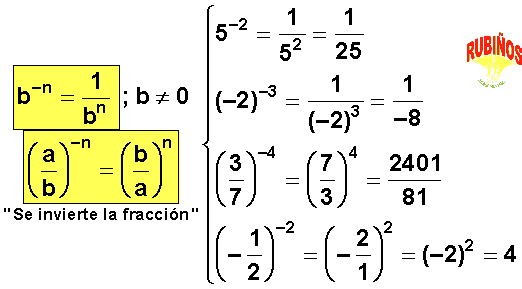 b⁻ⁿ = 1/bⁿ ; b ≠ 0
(a/b)⁻ⁿ = (b/a)ⁿ
"Se invierte la fracción"
5⁻² = 1/5² = 1/25
(−2)⁻³ = 1/(−2)³ = 1/−8
(3/7)⁻⁴ = (7/3)⁴ = 2401/81
(−1/2)⁻² = (−2/1)² = (−2)² = 4
RUBIÑOS